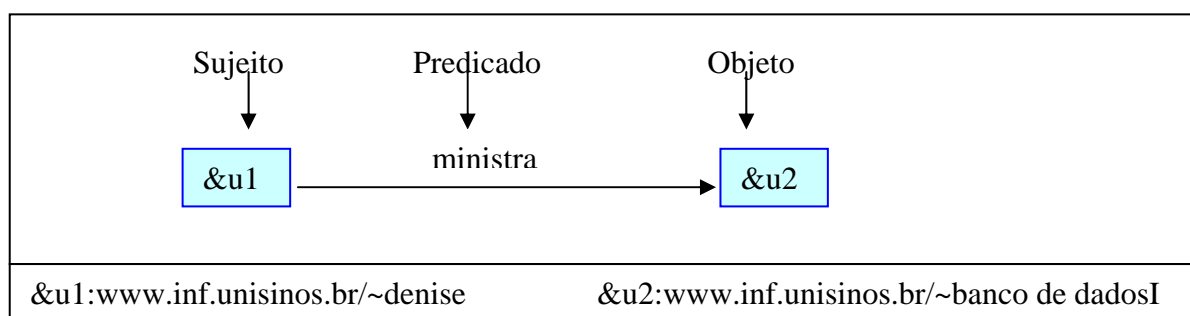 Sujeito Predicado Objeto
ministra
&u1 &u2
&u1:www.inf.unisinos.br/~denise &u2:www.inf.unisinos.br/~banco de dadosI